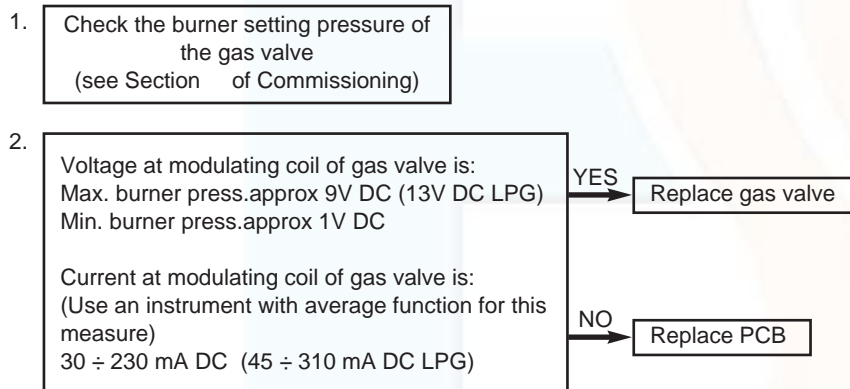 1.
Check the burner setting pressure of
the gas valve
(see Section of Commissioning)
2.
Voltage at modulating coil of gas valve is:
Max. burner press.approx 9V DC (13V DC LPG)
Min. burner press.approx 1V DC
Current at modulating coil of gas valve is:
(Use an instrument with average function for this
measure)
30 ÷ 230 mA DC (45 ÷ 310 mA DC LPG)
YES
Replace gas valve
NO
Replace PCB